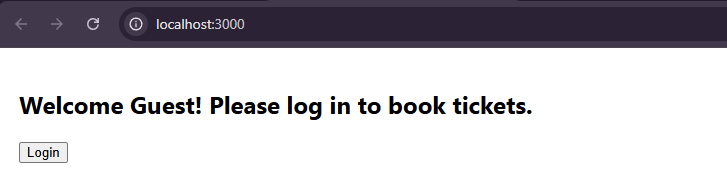 localhost:3000
Welcome Guest! Please log in to book tickets.
Login